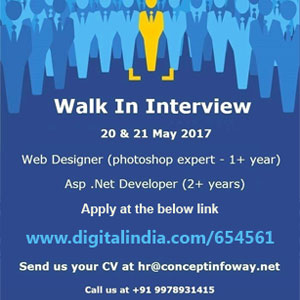 Walk In Interview
20 & 21 May 2017
Web Designer (photoshop expert - 1+ year)
Asp .Net Developer (2+ years)
Apply at the below link
www.digitalindia.com/654561
Send us your CV at hr@conceptinfoway.net
Call us at +91 9978931415